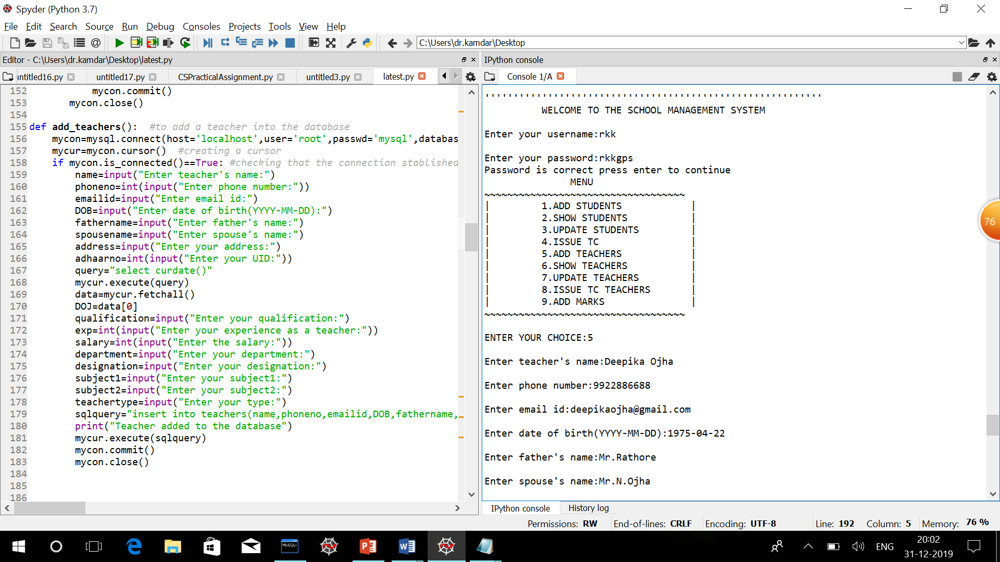 Spyder (Python 3.7)
File Edit Search Source Run Debug Consoles Projects Tools View Help
C:\Users\dr.kamdar\Desktop
Editor - C:\Users\dr.kamdar\Desktop\latest.py
IPython console
untitled16.py untitled17.py CSPracticalAssignment.py untitled3.py latest.py
Console 1/A
152 mycon.commit()
153 mycon.close()
154
155 def add_teachers():  #to add a teacher into the database
156 mycon=mysql.connect(host='localhost',user='root',passwd='mysql',databas
157 mycur=mycon.cursor()  #creating a cursor
158 if mycon.is_connected()==True: #checking that the connection stablished
159 name=input("Enter teacher's name:")
160 phoneno=int(input("Enter phone number:"))
161 emailid=input("Enter email id:")
162 DOB=input("Enter date of birth(YYYY-MM-DD):")
163 fathername=input("Enter father's name:")
164 spousename=input("Enter spouse's name:")
165 address=input("Enter your address:")
166 adhaarno=int(input("Enter your UID:"))
167 query="select curdate()"
168 mycur.execute(query)
169 data=mycur.fetchall()
170 DOJ=data[0]
171 qualification=input("Enter your qualification:")
172 exp=int(input("Enter your experience as a teacher:"))
173 salary=int(input("Enter the salary:"))
174 department=input("Enter your department:")
175 designation=input("Enter your designation:")
176 subject1=input("Enter your subject1:")
177 subject2=input("Enter your subject2:")
178 teachertype=input("Enter your type:")
179 sqlquery="insert into teachers(name,phoneno,emailid,DOB,fathername,
180 print("Teacher added to the database")
181 mycur.execute(sqlquery)
182 mycon.commit()
183 mycon.close()
184
185
186
'''''''''''''''''''''''''''''''''''''''''''''''''''''''''''
WELCOME TO THE SCHOOL MANAGEMENT SYSTEM
Enter your username:rkk
Enter your password:rkkgps
Password is correct press enter to continue
MENU
~~~~~~~~~~~~~~~~~~~~~~~~~~~~~~~~~~~
| 1.ADD STUDENTS |
| 2.SHOW STUDENTS |
| 3.UPDATE STUDENTS |
| 4.ISSUE TC |
| 5.ADD TEACHERS |
| 6.SHOW TEACHERS |
| 7.UPDATE TEACHERS |
| 8.ISSUE TC TEACHERS |
| 9.ADD MARKS |
~~~~~~~~~~~~~~~~~~~~~~~~~~~~~~~~~~~
ENTER YOUR CHOICE:5
Enter teacher's name:Deepika Ojha
Enter phone number:9922886688
Enter email id:deepikaojha@gmail.com
Enter date of birth(YYYY-MM-DD):1975-04-22
Enter father's name:Mr.Rathore
Enter spouse's name:Mr.N.Ojha
76
IPython console History log
Permissions: RW End-of-lines: CRLF Encoding: UTF-8 Line: 192 Column: 5 Memory: 76 %
MySQL
ENG
20:02
31-12-2019